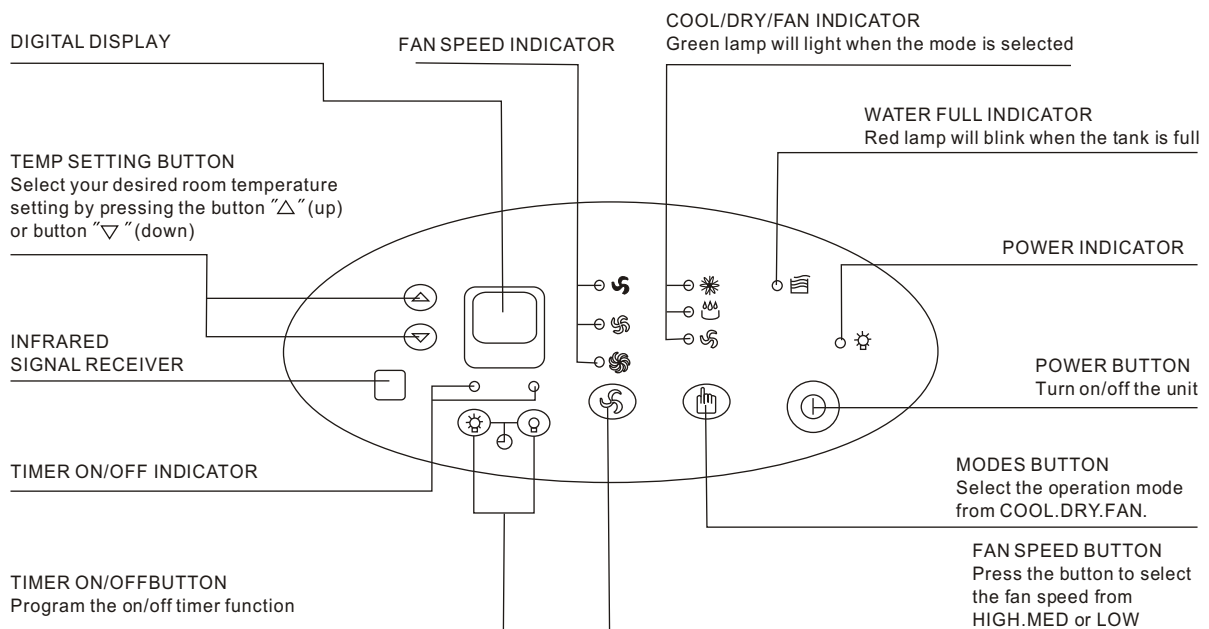 COOL/DRY/FAN INDICATOR
Green lamp will light when the mode is selected
DIGITAL DISPLAY
FAN SPEED INDICATOR
WATER FULL INDICATOR
Red lamp will blink when the tank is full
TEMP SETTING BUTTON
Select your desired room temperature
setting by pressing the button ″△″(up)
or button ″▽ ″(down)
POWER INDICATOR
INFRARED
SIGNAL RECEIVER
POWER BUTTON
Turn on/off the unit
TIMER ON/OFF INDICATOR
MODES BUTTON
Select the operation mode
from COOL.DRY.FAN.
TIMER ON/OFFBUTTON
Program the on/off timer function
FAN SPEED BUTTON
Press the button to select
the fan speed from
HIGH.MED or LOW